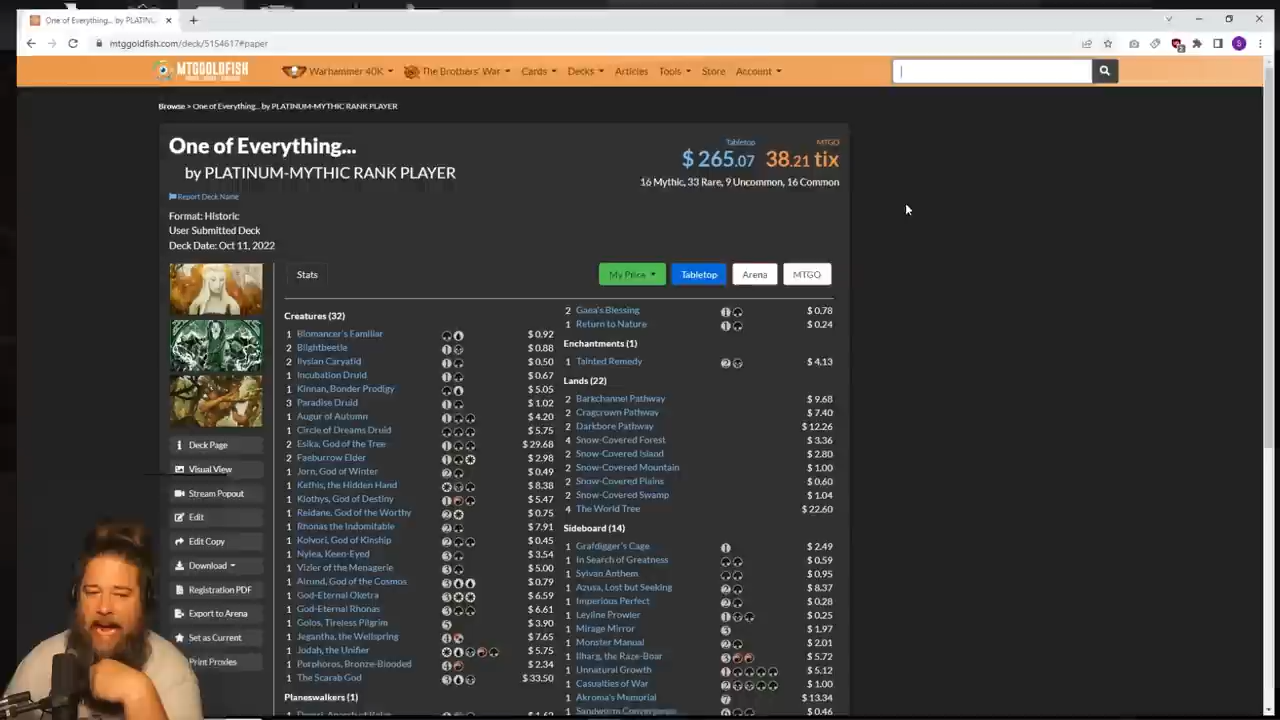 One of Everything... by PLATINU
mtggoldfish.com/deck/5154617#paper
MTGGOLDFISH
Warhammer 40K
The Brothers' War
Cards
Decks
Articles
Tools
Store
Account
Browse > One of Everything... by PLATINUM-MYTHIC RANK PLAYER
One of Everything...
by PLATINUM-MYTHIC RANK PLAYER
Tabletop
$ 265.07
MTGO
38.21 tix
16 Mythic, 33 Rare, 9 Uncommon, 16 Common
Report Deck Name
Format: Historic
User Submitted Deck
Deck Date: Oct 11, 2022
Stats
My Price
Tabletop
Arena
MTGO
Deck Page
Visual View
Stream Popout
Edit
Edit Copy
Download
Registration PDF
Export to Arena
Set as Current
Print Proxies
Creatures (32)
1 Biomancer's Familiar $ 0.92
2 Blightbeetle $ 0.88
2 Ilysian Caryatid $ 0.50
1 Incubation Druid $ 0.67
1 Kinnan, Bonder Prodigy $ 5.05
3 Paradise Druid $ 1.02
1 Augur of Autumn $ 4.20
1 Circle of Dreams Druid $ 5.75
2 Esika, God of the Tree $ 29.68
2 Faeburrow Elder $ 2.98
1 Jorn, God of Winter $ 0.49
1 Kethis, the Hidden Hand $ 8.38
1 Klothys, God of Destiny $ 5.47
1 Reidane, God of the Worthy $ 0.75
1 Rhonas the Indomitable $ 7.91
1 Kolvori, God of Kinship $ 0.45
1 Nylea, Keen-Eyed $ 3.54
1 Vizier of the Menagerie $ 5.00
1 Alrund, God of the Cosmos $ 0.79
1 God-Eternal Oketra $ 6.59
1 God-Eternal Rhonas $ 6.61
1 Golos, Tireless Pilgrim $ 3.90
1 Jegantha, the Wellspring $ 7.65
1 Jodah, the Unifier $ 5.75
1 Purphoros, Bronze-Blooded $ 2.34
1 The Scarab God $ 33.50
Planeswalkers (1)
2 Gaea's Blessing $ 0.78
1 Return to Nature $ 0.24
Enchantments (1)
1 Tainted Remedy $ 4.13
Lands (22)
2 Barkchannel Pathway $ 9.68
2 Cragcrown Pathway $ 7.40
2 Darkbore Pathway $ 12.26
4 Snow-Covered Forest $ 3.36
2 Snow-Covered Island $ 2.80
2 Snow-Covered Mountain $ 1.00
2 Snow-Covered Plains $ 0.60
2 Snow-Covered Swamp $ 1.04
4 The World Tree $ 22.60
Sideboard (14)
1 Grafdigger's Cage $ 2.49
1 In Search of Greatness $ 0.59
1 Sylvan Anthem $ 0.95
1 Azusa, Lost but Seeking $ 8.37
1 Imperious Perfect $ 0.28
1 Leyline Prowler $ 0.25
1 Mirage Mirror $ 1.97
1 Monster Manual $ 2.01
1 Ilharg, the Raze-Boar $ 5.72
1 Unnatural Growth $ 5.12
1 Casualties of War $ 1.00
1 Akroma's Memorial $ 13.34
1 Sandworm Convergence $ 0.46